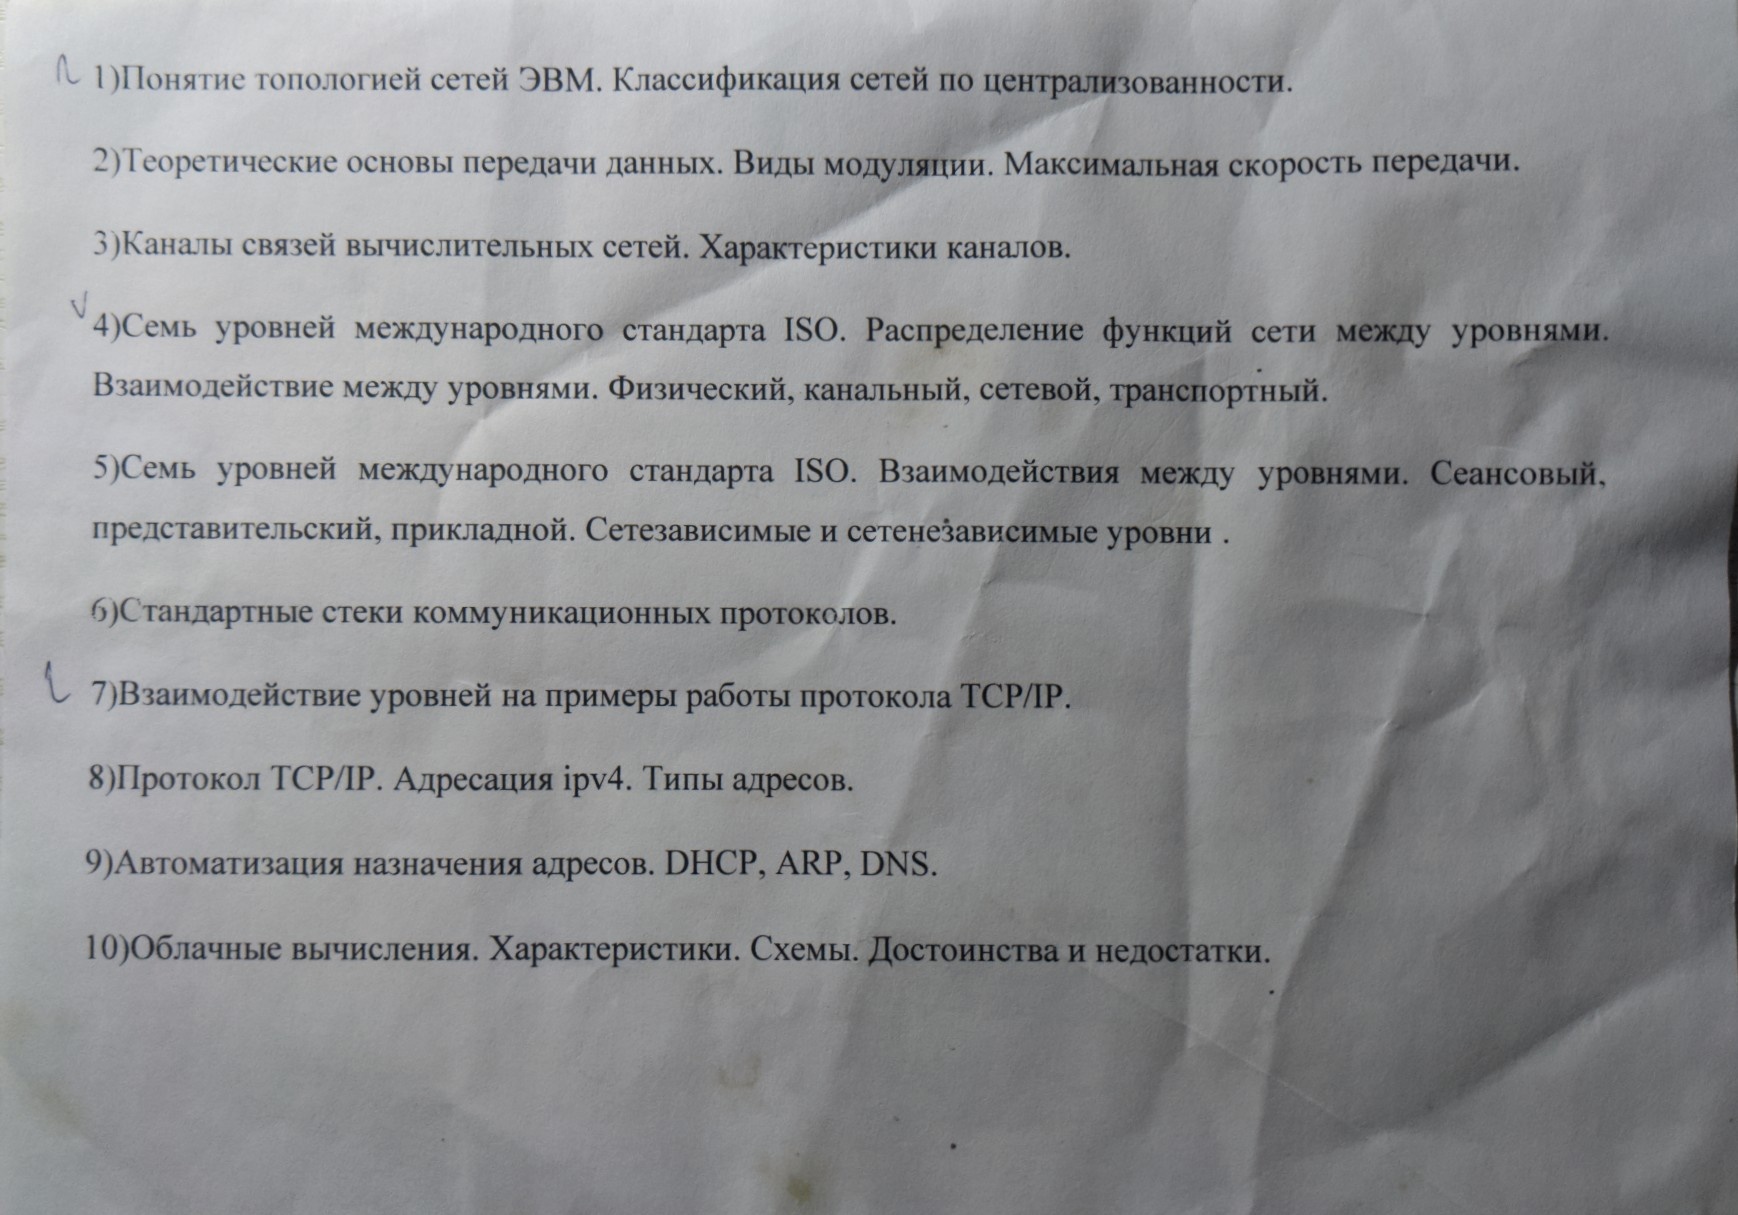 1)Понятие топологией сетей ЭВМ. Классификация сетей по централизованности.
2)Теоретические основы передачи данных. Виды модуляции. Максимальная скорость передачи.
3)Каналы связей вычислительных сетей. Характеристики каналов.
4)Семь уровней международного стандарта ISO. Распределение функций сети между уровнями.
Взаимодействие между уровнями. Физический, канальный, сетевой, транспортный.
5)Семь уровней международного стандарта ISO. Взаимодействия между уровнями. Сеансовый,
представительский, прикладной. Сетезависимые и сетенезависимые уровни .
6)Стандартные стеки коммуникационных протоколов.
7)Взаимодействие уровней на примеры работы протокола TCP/IP.
8)Протокол TCP/IP. Адресация ipv4. Типы адресов.
9)Автоматизация назначения адресов. DHCP, ARP, DNS.
10)Облачные вычисления. Характеристики. Схемы. Достоинства и недостатки.